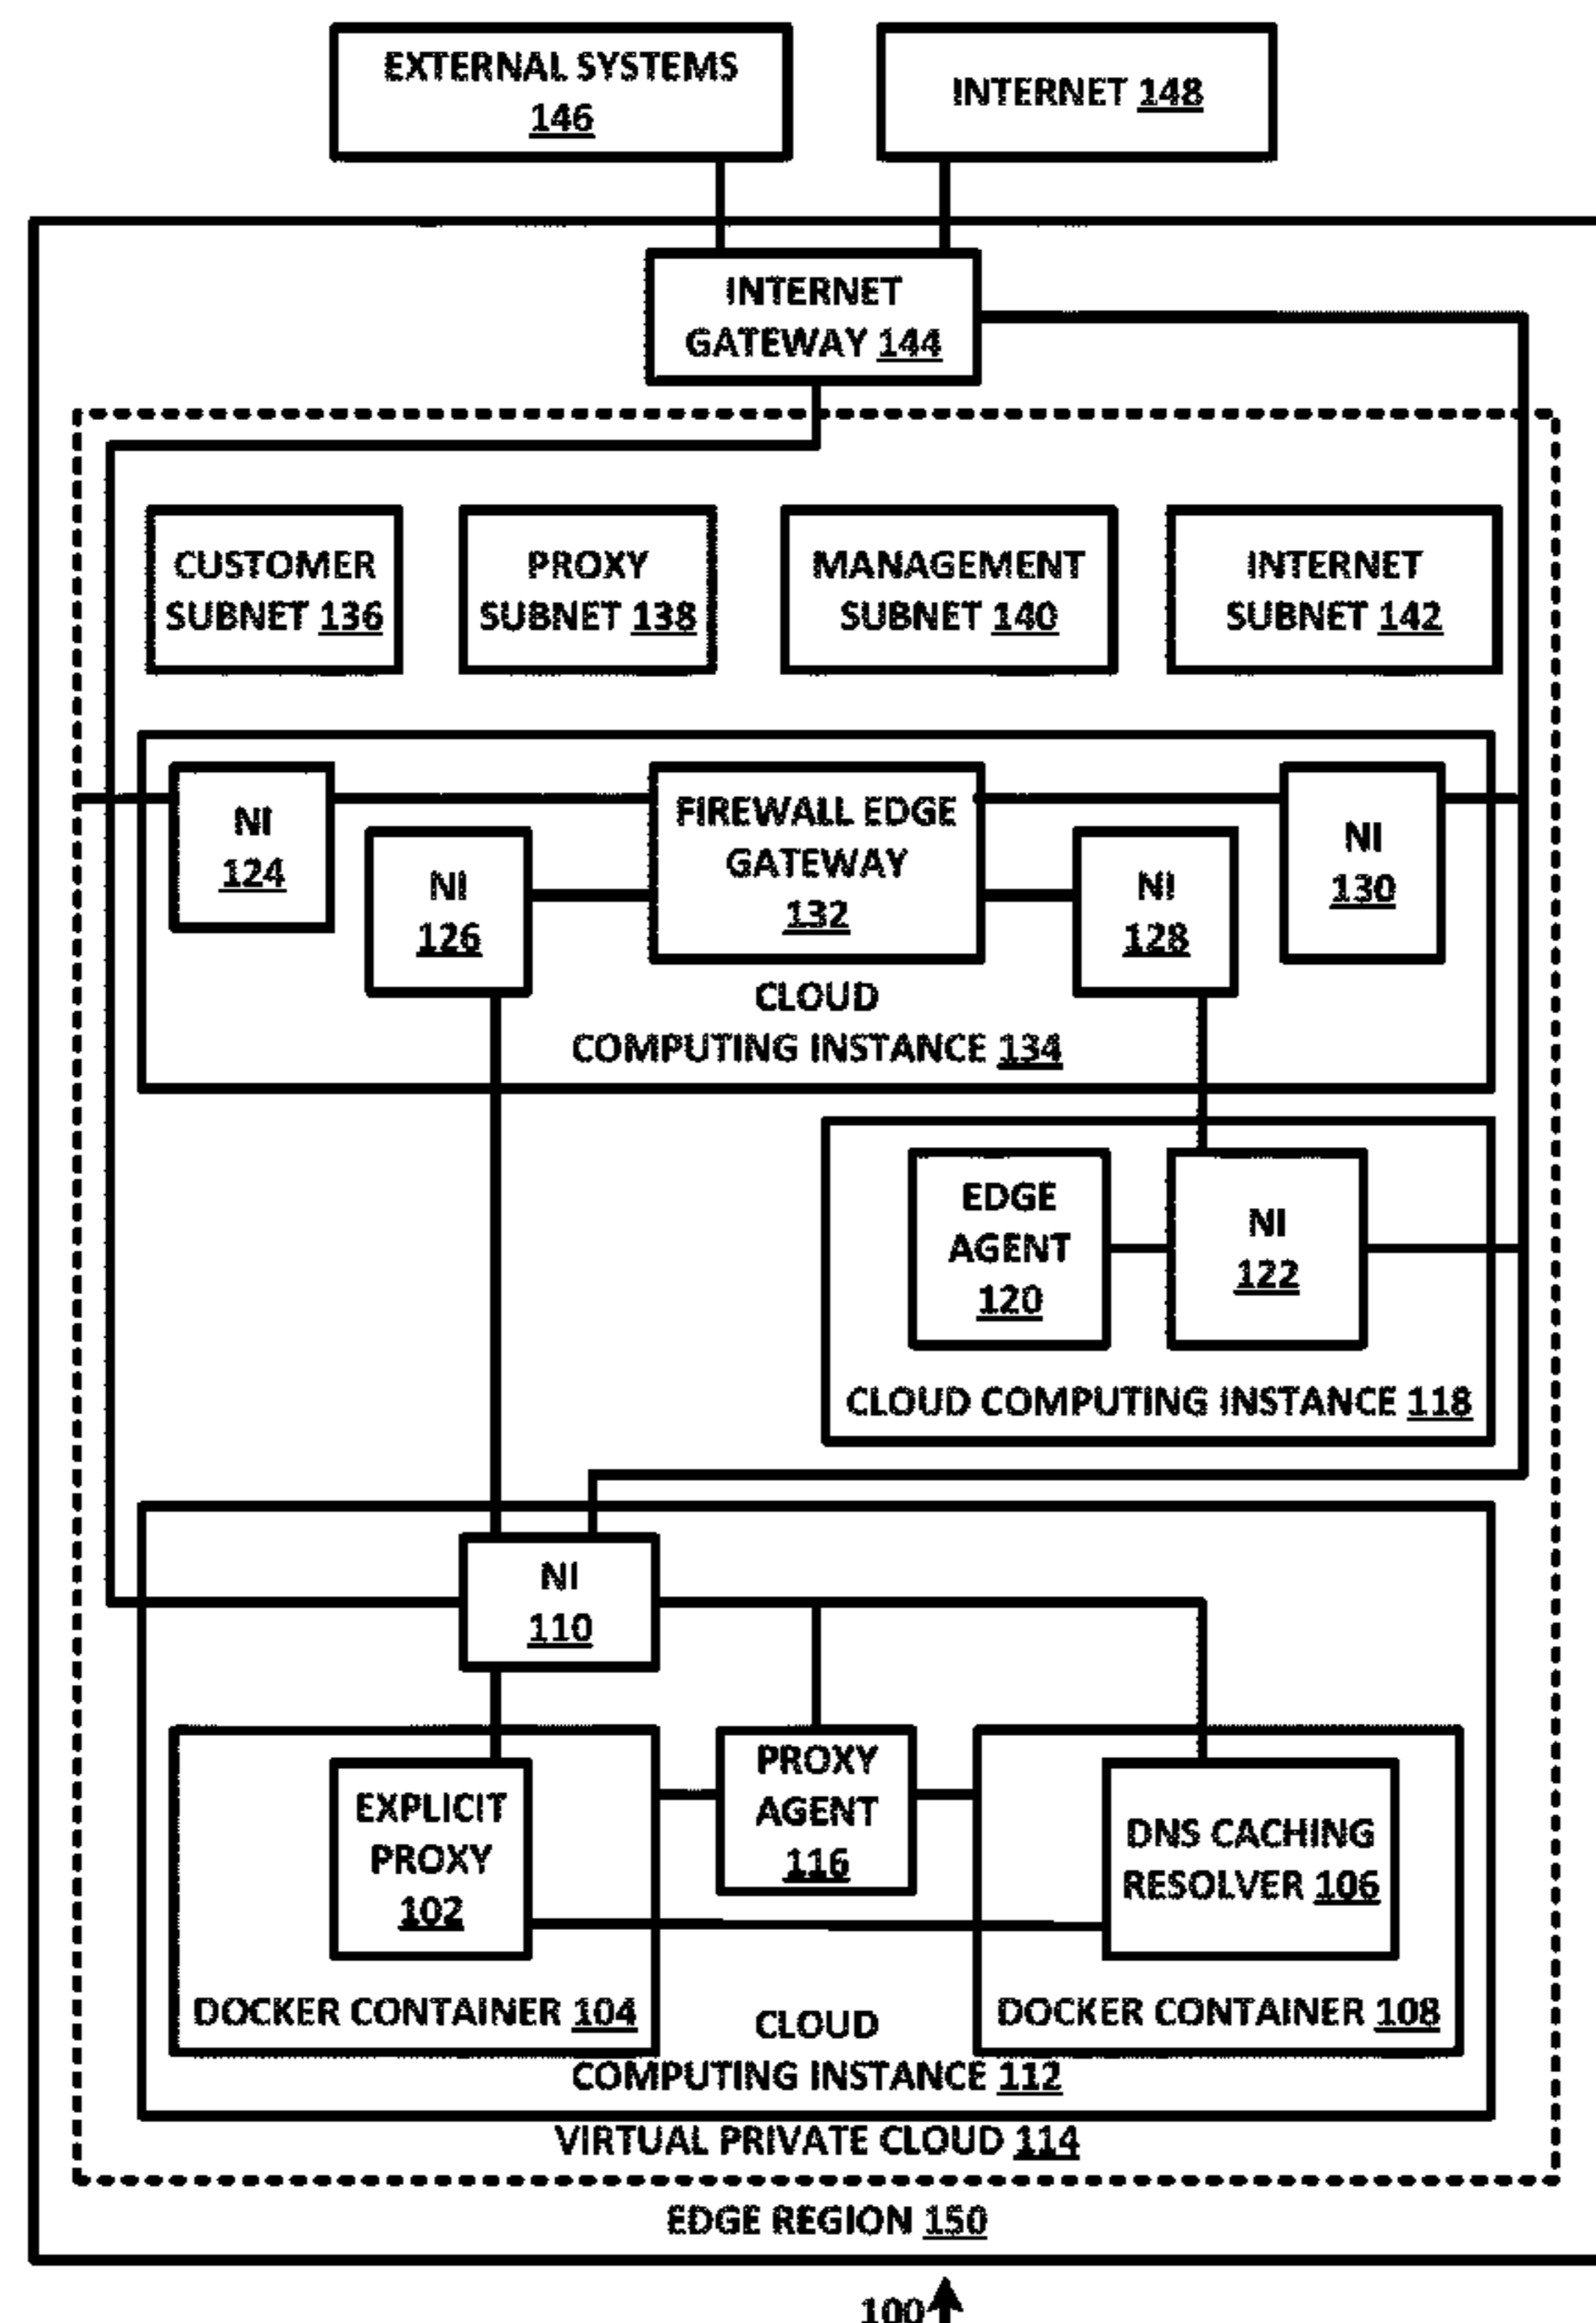 EXTERNAL SYSTEMS
146
INTERNET 148
INTERNET
GATEWAY 144
CUSTOMER
SUBNET 136
PROXY
SUBNET 138
MANAGEMENT
SUBNET 140
INTERNET
SUBNET 142
NI
124
NI
126
FIREWALL EDGE
GATEWAY
132
NI
128
NI
130
CLOUD
COMPUTING INSTANCE 134
EDGE
AGENT
120
NI
122
CLOUD COMPUTING INSTANCE 118
NI
110
EXPLICIT
PROXY
102
PROXY
AGENT
116
DNS CACHING
RESOLVER 106
DOCKER CONTAINER 104
DOCKER CONTAINER 108
CLOUD
COMPUTING INSTANCE 112
VIRTUAL PRIVATE CLOUD 114
EDGE REGION 150
100